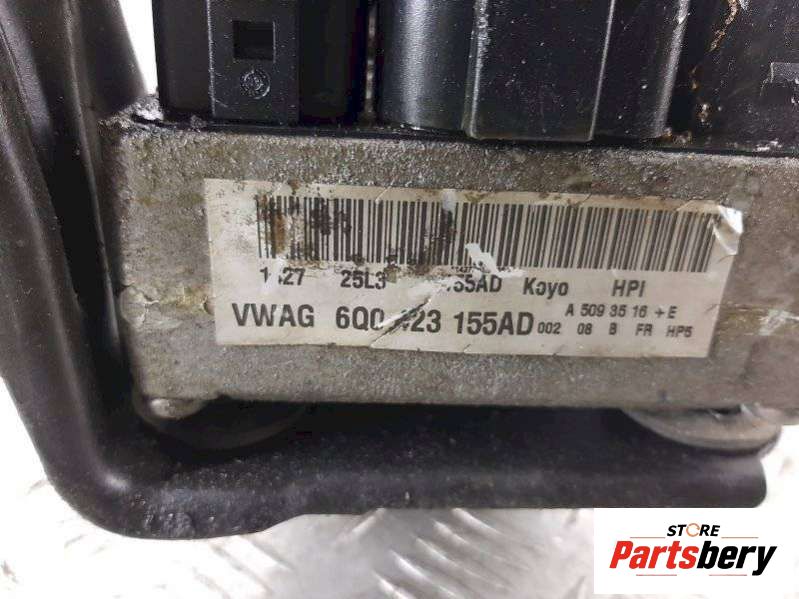 25L3 Koyo HPI
VWAG 155AD 002 08 B FR HP5
A 509 35 16 →E
STORE
Partsbery